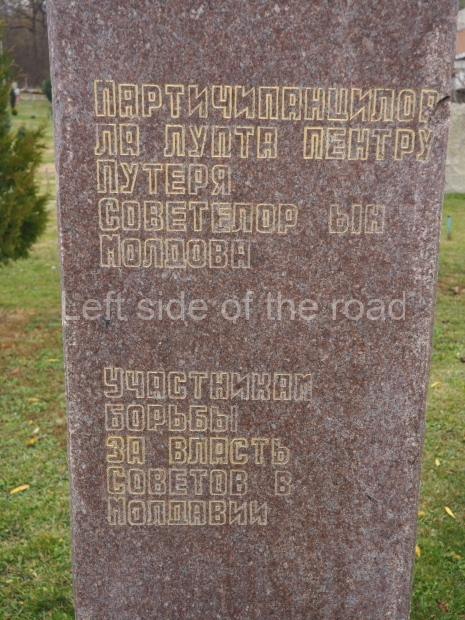 Партичипанцилор
ла лупта пентру
путеря
Советелор ын
Молдова
Left side of the road
Участникам
борьбы
за власть
Советов в
Молдавии